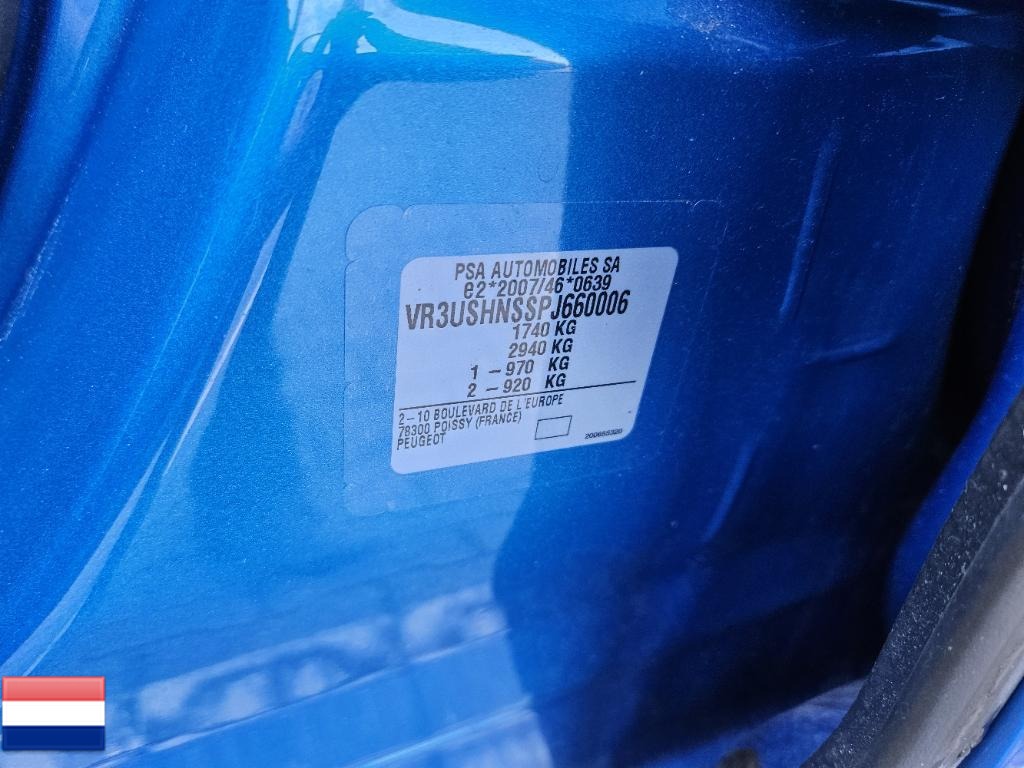 PSA AUTOMOBILES SA
e2*2007/46*0639
VR3USHNSSPJ660006
1740 KG
2940 KG
1 – 970 KG
2 – 920 KG
2–10 BOULEVARD DE L'EUROPE
78300 POISSY (FRANCE)
PEUGEOT
200655320